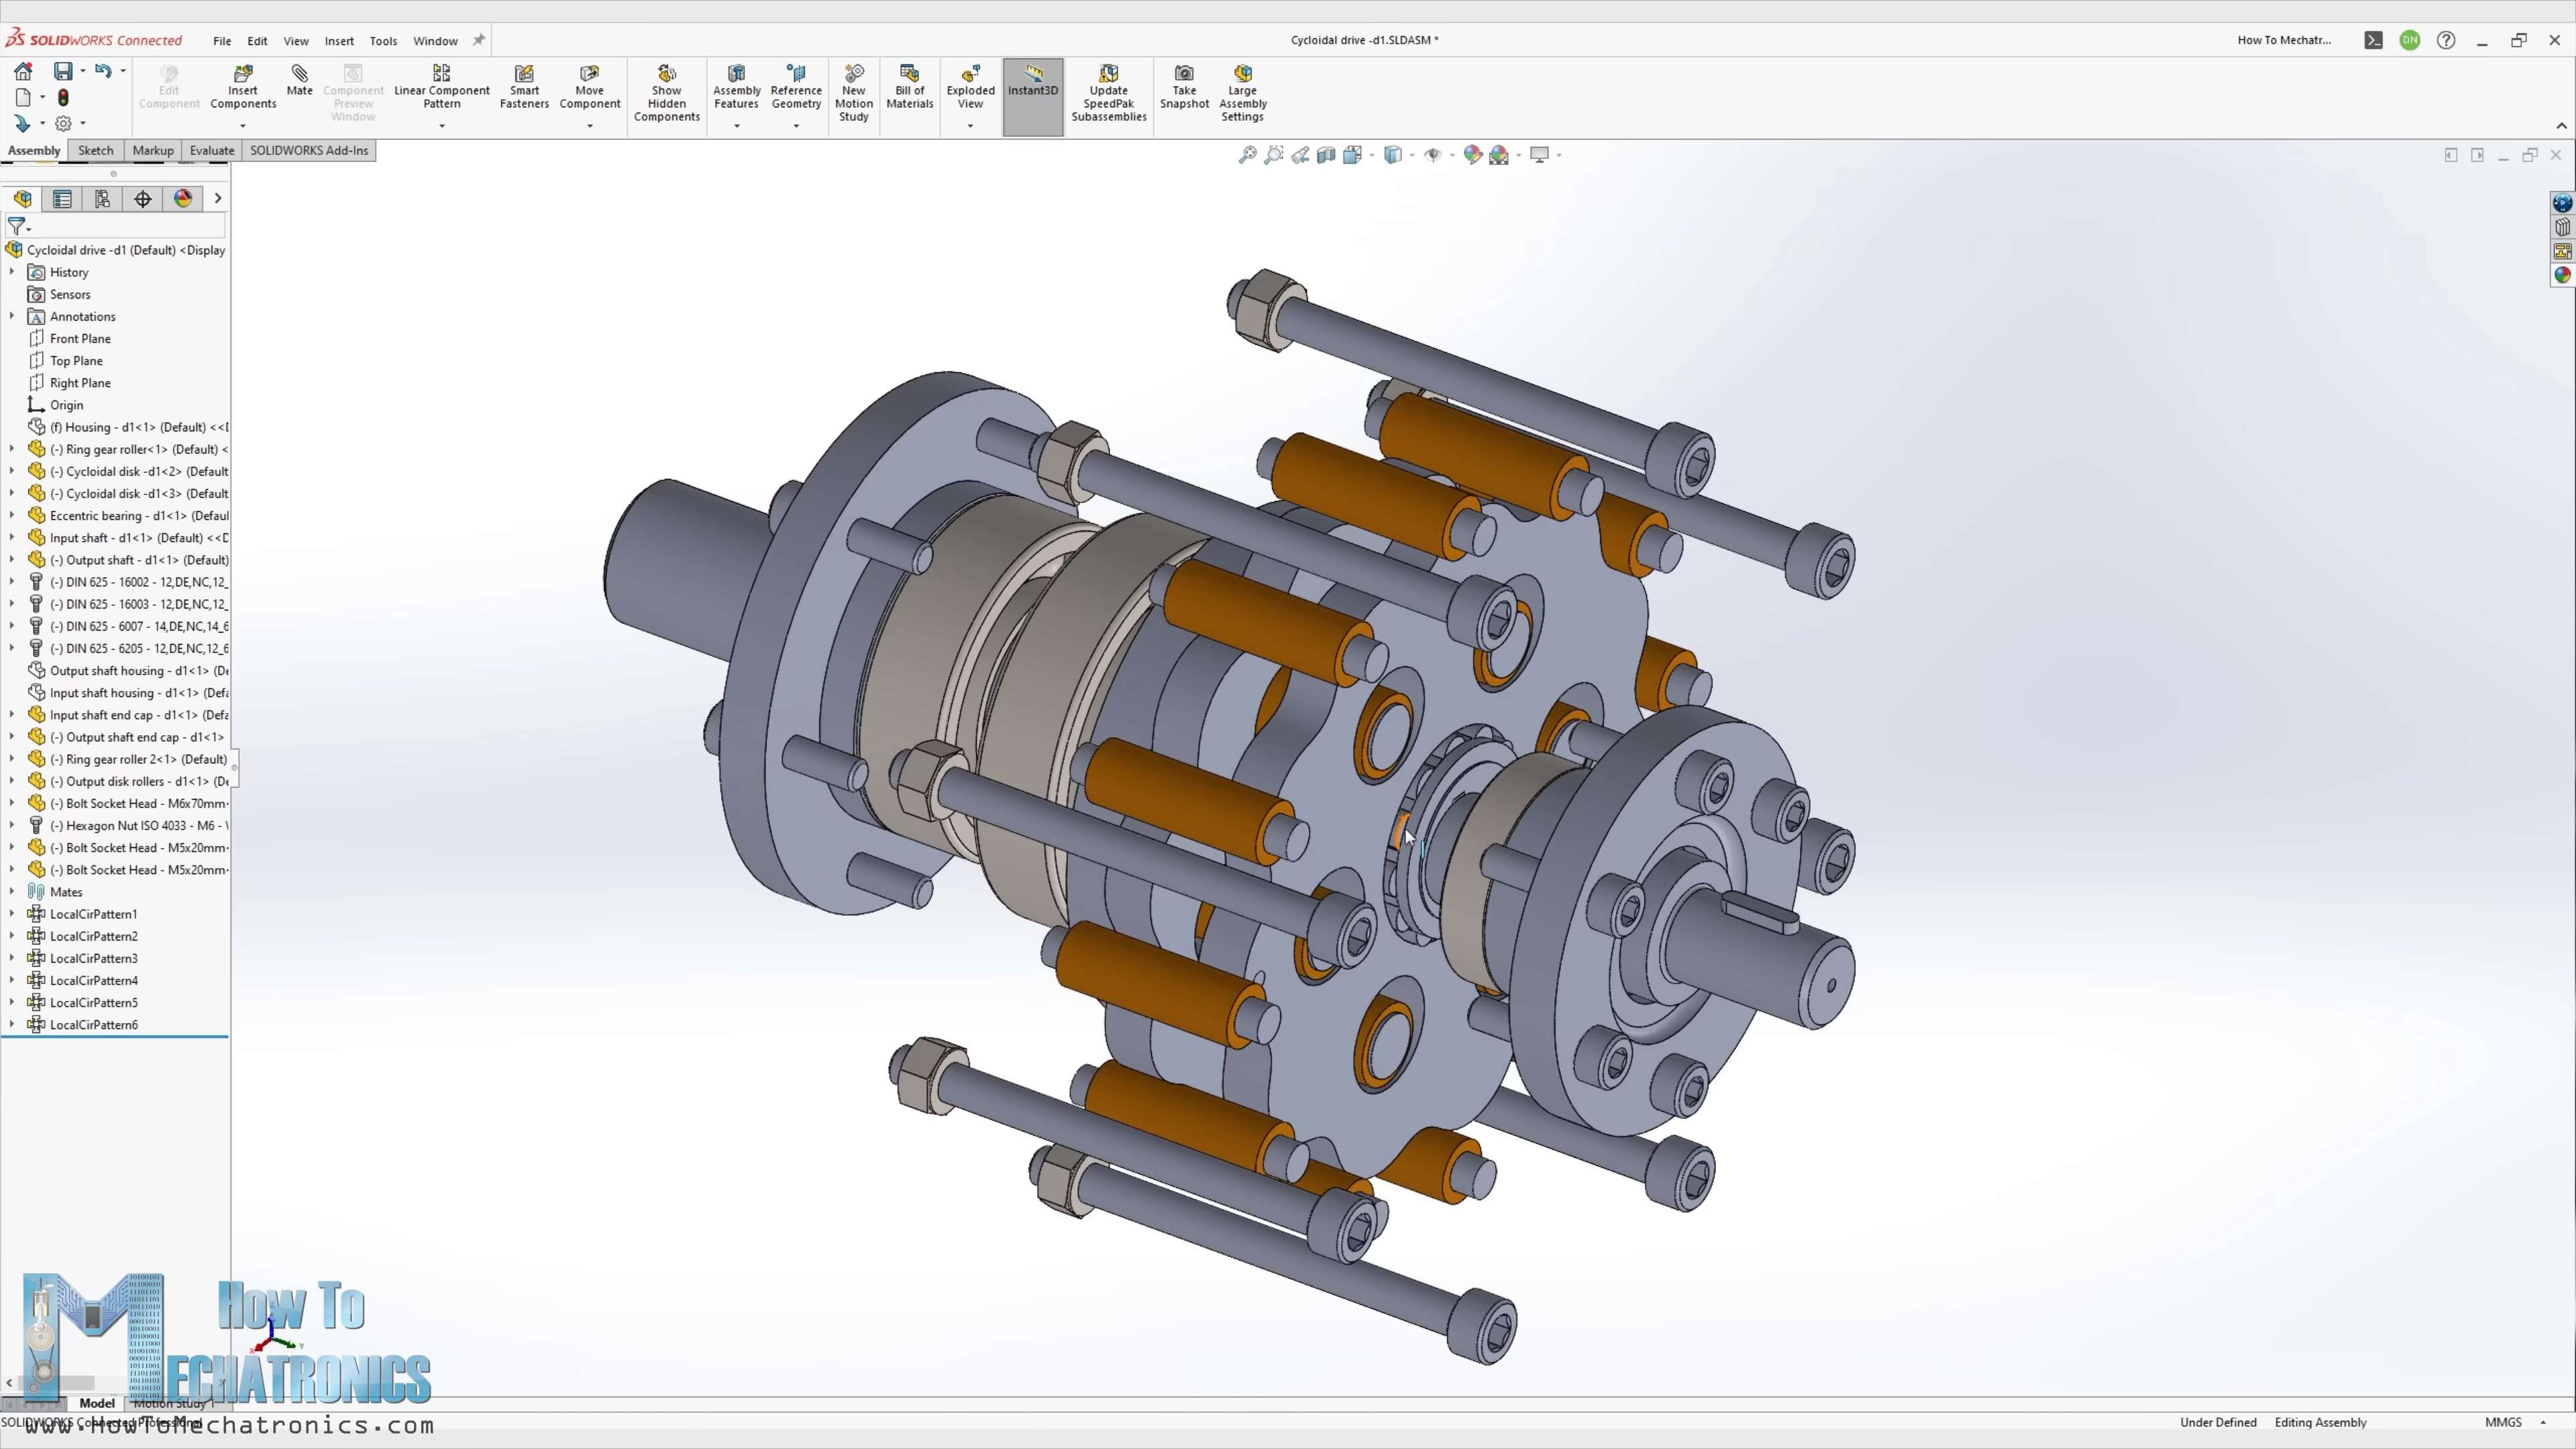 SOLIDWORKS Connected File Edit View Insert Tools Window
Cycloidal drive -d1.SLDASM *
How To Mechatr...
DN
Edit Component
Insert Components
Mate
Component Preview Window
Linear Component Pattern
Smart Fasteners
Move Component
Show Hidden Components
Assembly Features
Reference Geometry
New Motion Study
Bill of Materials
Exploded View
Instant3D
Update SpeedPak Subassemblies
Take Snapshot
Large Assembly Settings
Assembly Sketch Markup Evaluate SOLIDWORKS Add-Ins
Cycloidal drive -d1 (Default) <Display
History
Sensors
Annotations
Front Plane
Top Plane
Right Plane
Origin
(f) Housing - d1<1> (Default) <<
(-) Ring gear roller<1> (Default) <
(-) Cycloidal disk -d1<2> (Default
(-) Cycloidal disk -d1<3> (Default
Eccentric bearing - d1<1> (Defaul
Input shaft - d1<1> (Default) <<D
(-) Output shaft - d1<1> (Default)
(-) DIN 625 - 16002 - 12,DE,NC,12_
(-) DIN 625 - 16003 - 12,DE,NC,12_
(-) DIN 625 - 6007 - 14,DE,NC,14_6
(-) DIN 625 - 6205 - 12,DE,NC,12_6
Output shaft housing - d1<1> (De
Input shaft housing - d1<1> (Defa
Input shaft end cap - d1<1> (Defa
(-) Output shaft end cap - d1<1>
(-) Ring gear roller 2<1> (Default)
(-) Output disk rollers - d1<1> (De
(-) Bolt Socket Head - M6x70mm
(-) Hexagon Nut ISO 4033 - M6 -
(-) Bolt Socket Head - M5x20mm
(-) Bolt Socket Head - M5x20mm
Mates
LocalCirPattern1
LocalCirPattern2
LocalCirPattern3
LocalCirPattern4
LocalCirPattern5
LocalCirPattern6
How To
MECHATRONICS
Model Motion Study 1
SOLIDWORKS Connected Professional
www.HowToMechatronics.com
Under Defined Editing Assembly MMGS